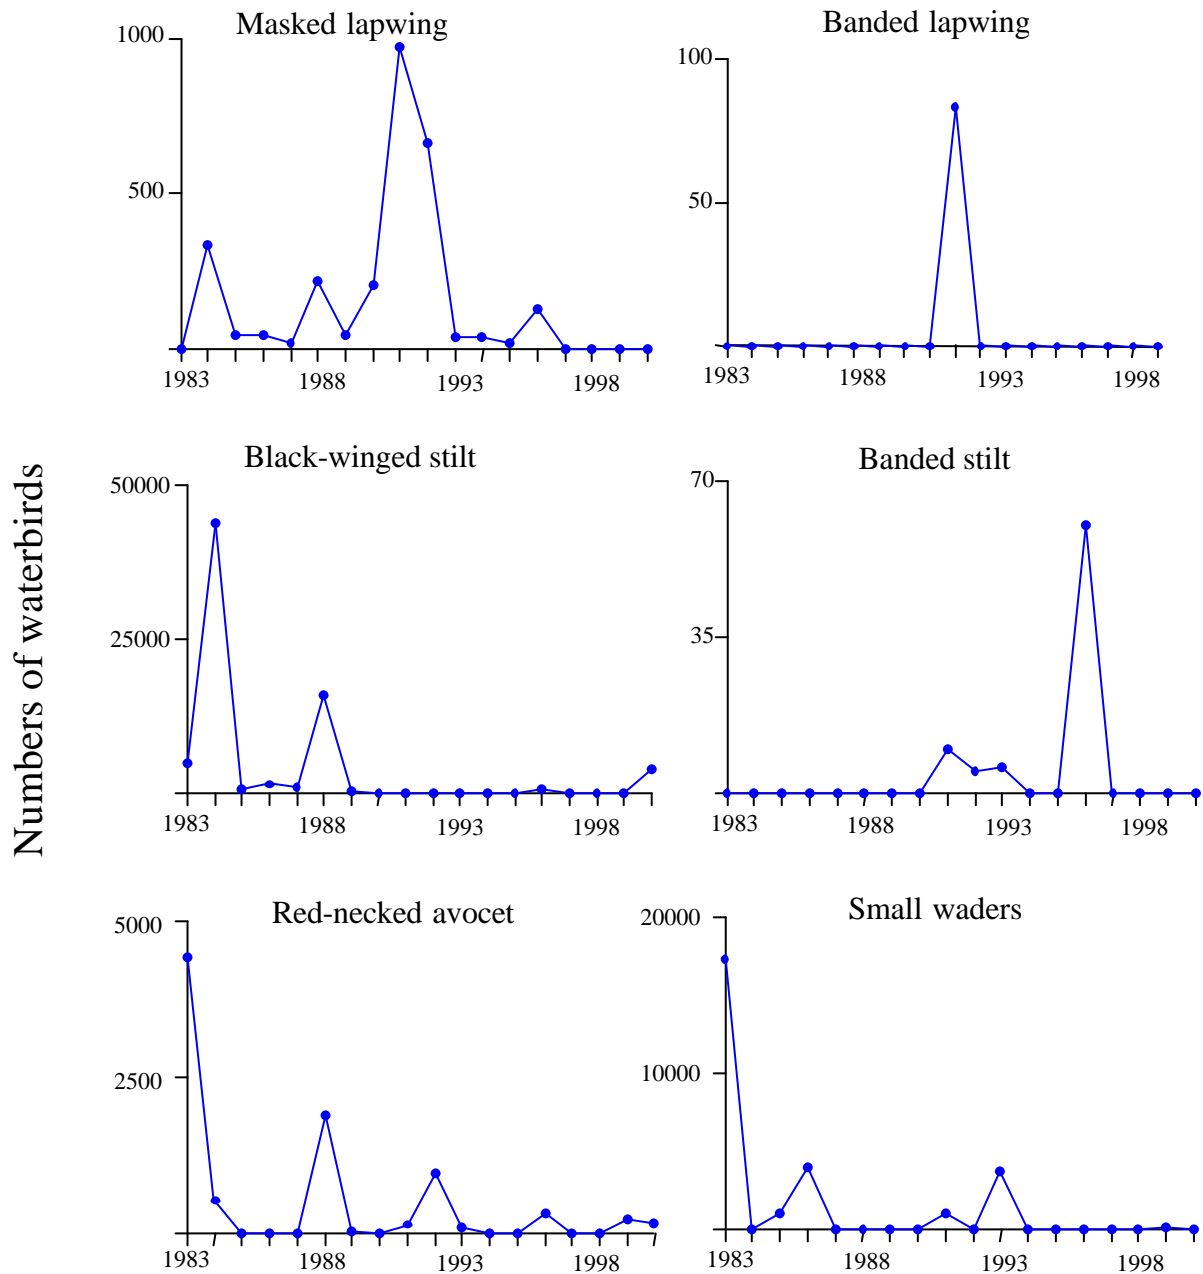 Numbers of waterbirds
Masked lapwing
1000
500
1983 1988 1993 1998
Banded lapwing
100
50
1983 1988 1993 1998
Black-winged stilt
50000
25000
1983 1988 1993 1998
Banded stilt
70
35
1983 1988 1993 1998
Red-necked avocet
5000
2500
1983 1988 1993 1998
Small waders
20000
10000
1983 1988 1993 1998